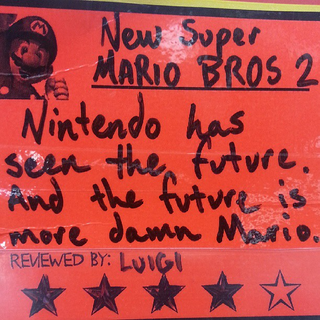 New Super
MARIO BROS 2
Nintendo has
seen the future.
And the future is
more damn Mario.
REVIEWED BY: LUIGI